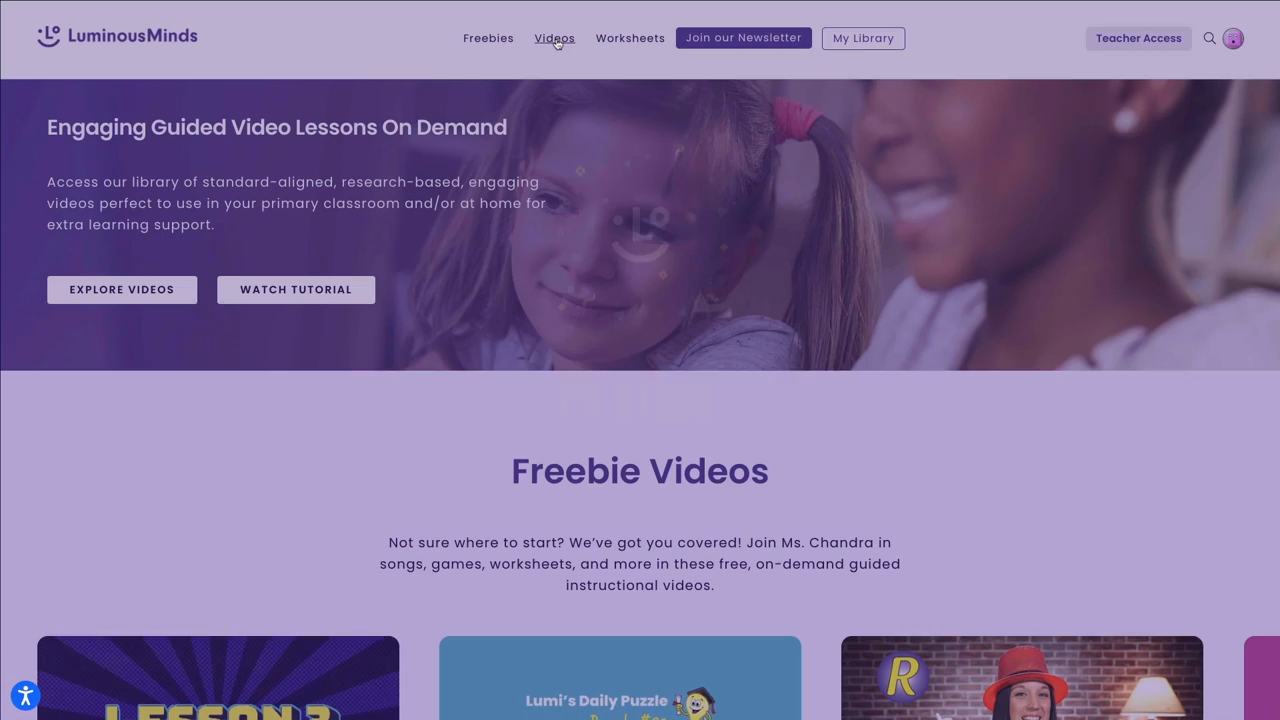 LuminousMinds
Freebies
Videos
Worksheets
Join our Newsletter
My Library
Teacher Access
Engaging Guided Video Lessons On Demand
Access our library of standard-aligned, research-based, engaging
videos perfect to use in your primary classroom and/or at home for
extra learning support.
EXPLORE VIDEOS
WATCH TUTORIAL
Freebie Videos
Not sure where to start? We’ve got you covered! Join Ms. Chandra in
songs, games, worksheets, and more in these free, on-demand guided
instructional videos.
LESSON 3
Lumi’s Daily Puzzle
R